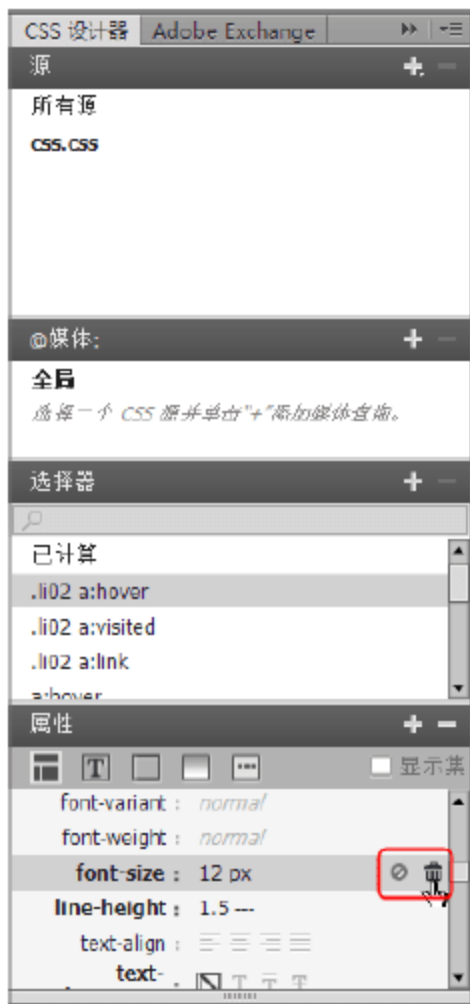 CSS 设计器 Adobe Exchange
源
所有源
css.css
@媒体:
全局
选择一个 CSS 源并单击"+"添加媒体查询。
选择器
已计算
.li02 a:hover
.li02 a:visited
.li02 a:link
a:hover
属性
T 显示集
font-variant : normal
font-weight : normal
font-size : 12 px
line-height : 1.5 ---
text-align :
text-
T T T